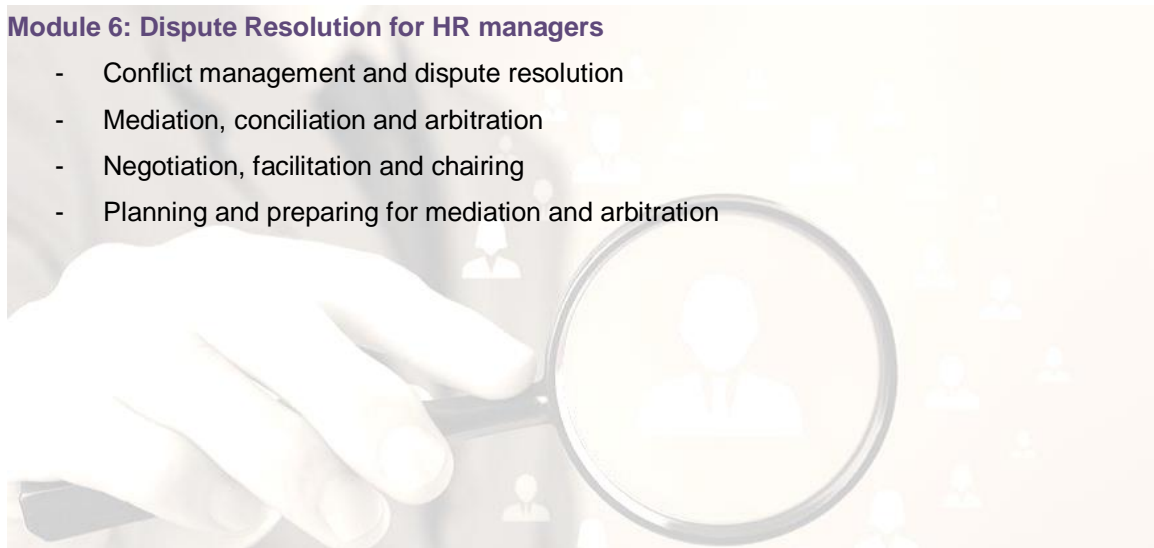 Module 6: Dispute Resolution for HR managers
- Conflict management and dispute resolution
- Mediation, conciliation and arbitration
- Negotiation, facilitation and chairing
- Planning and preparing for mediation and arbitration